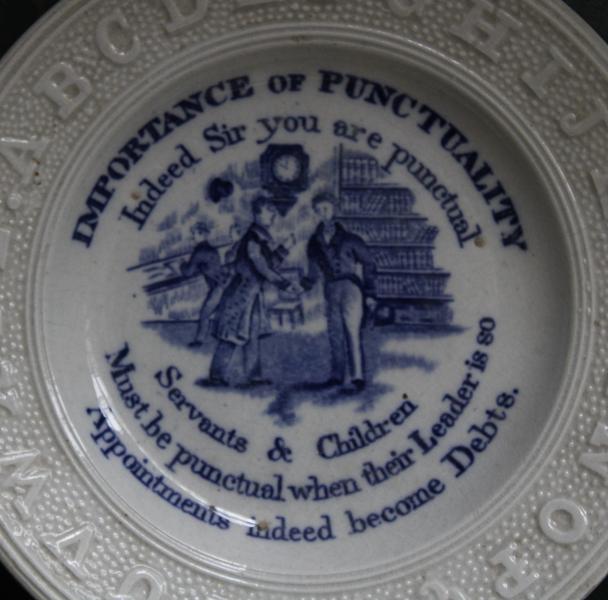 IMPORTANCE OF PUNCTUALITY
Indeed Sir you are punctual
Servants & Children
Must be punctual when their Leader is so
Appointments indeed become Debts.
A B C D E G H I J
N O P
U V W